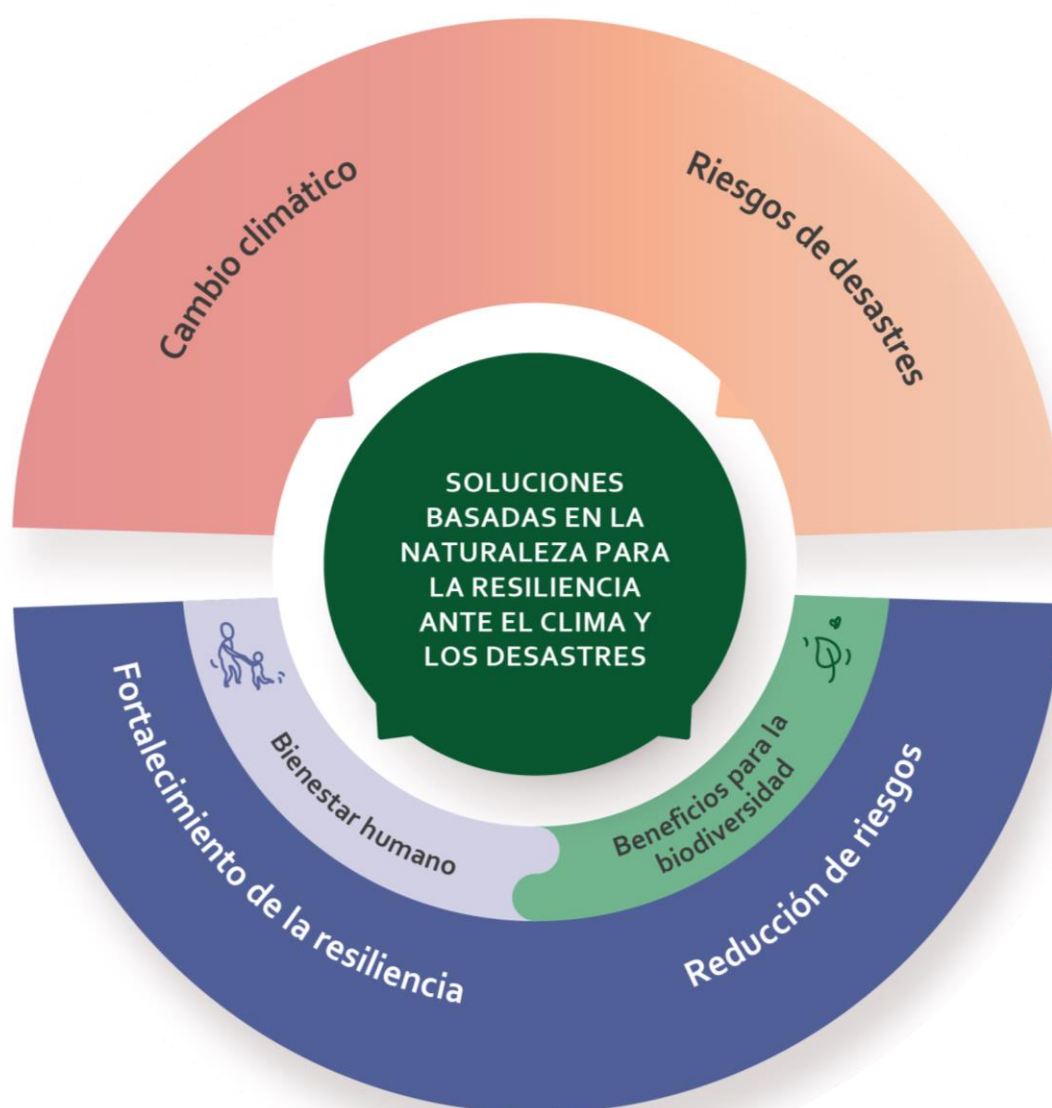 Cambio climático
Riesgos de desastres
SOLUCIONES
BASADAS EN LA
NATURALEZA PARA
LA RESILIENCIA
ANTE EL CLIMA Y
LOS DESASTRES
Bienestar humano
Beneficios para la
biodiversidad
Fortalecimiento de la resiliencia
Reducción de riesgos